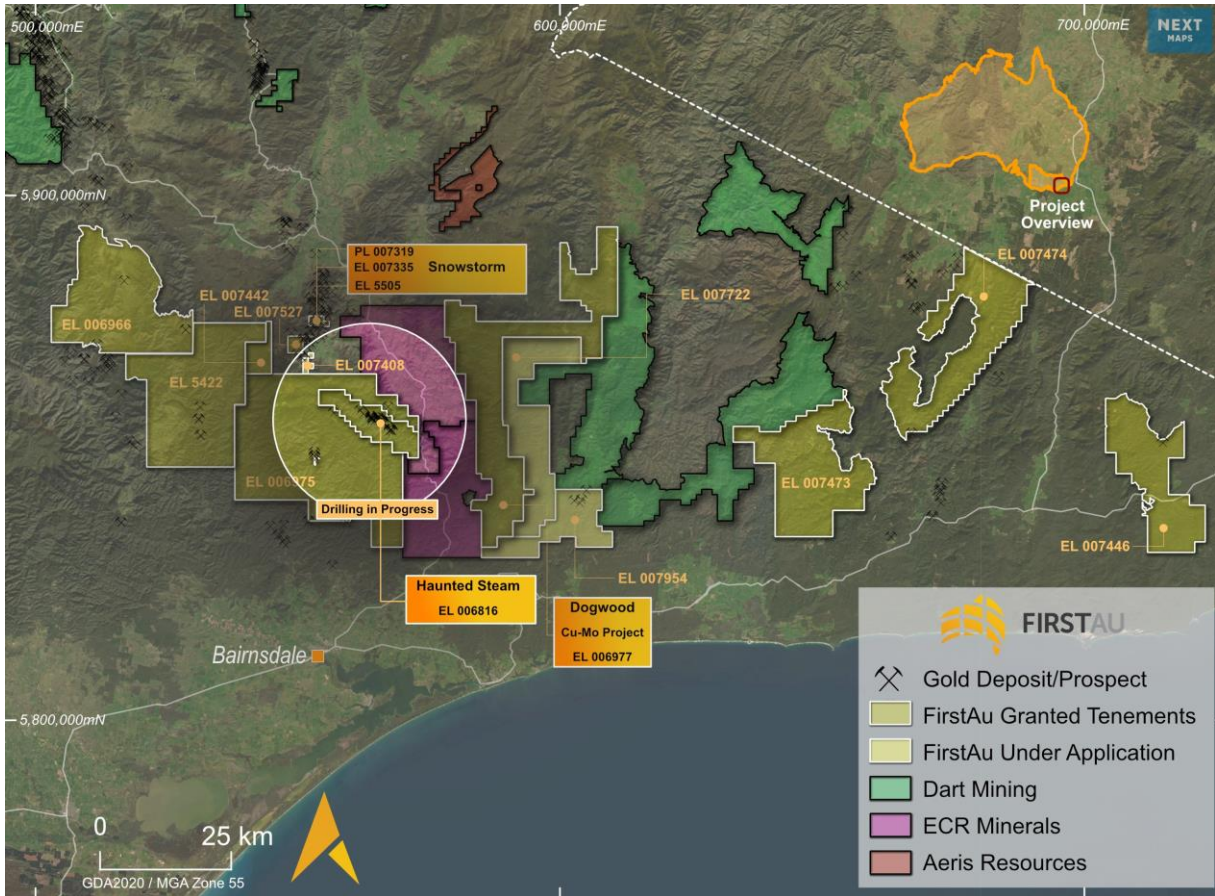 500,000mE
600,000mE
700,000mE
NEXT
MAPS
5,900,000mN
Project
Overview
EL 007474
PL 007319
EL 007335 Snowstorm
EL 5505
EL 007442
EL 007527
EL 006966
EL 007722
EL 007408
EL 5422
EL 006975
EL 007473
Drilling in Progress
EL 007446
EL 007954
Haunted Steam
EL 006816
Dogwood
Cu-Mo Project
EL 006977
Bairnsdale
5,800,000mN
FIRSTAU
Gold Deposit/Prospect
FirstAu Granted Tenements
FirstAu Under Application
Dart Mining
ECR Minerals
Aeris Resources
0 25 km
GDA2020 / MGA Zone 55